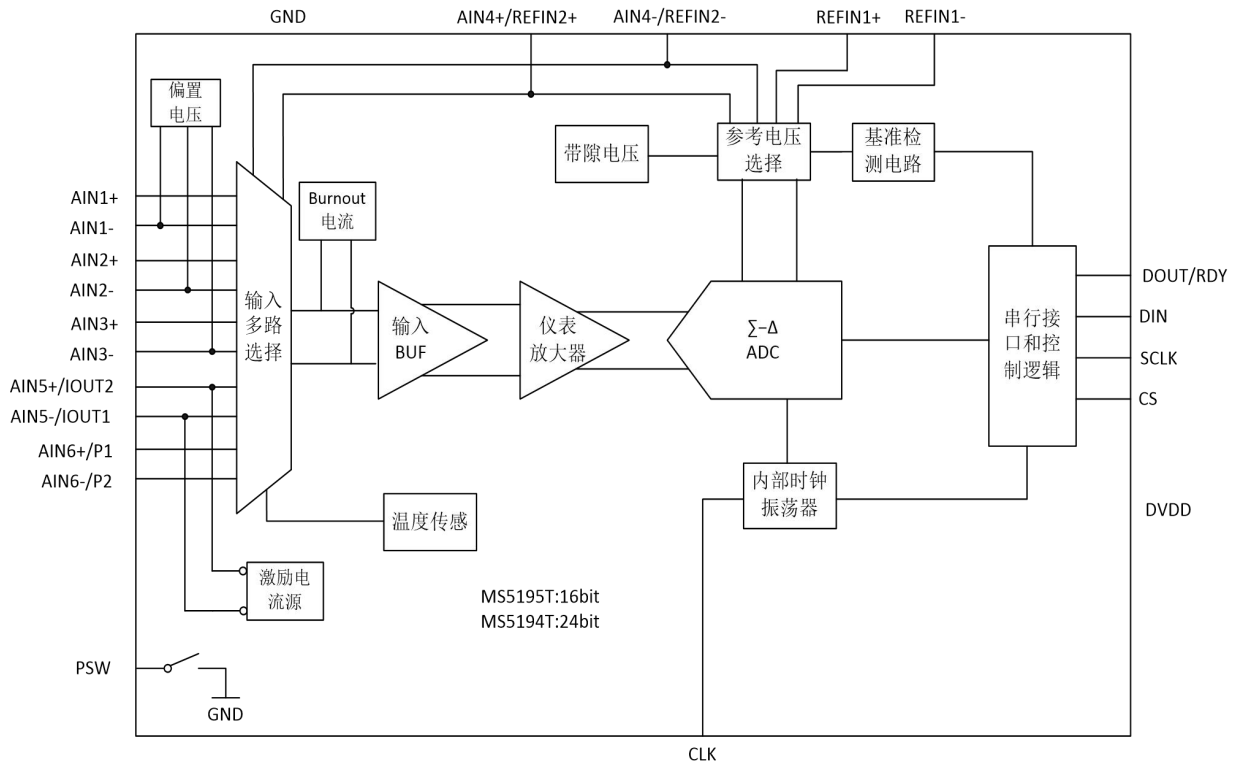 GND
AIN4+/REFIN2+
AIN4-/REFIN2-
REFIN1+
REFIN1-
偏置
电压
带隙电压
参考电压
选择
基准检
测电路
AIN1+
AIN1-
AIN2+
AIN2-
AIN3+
AIN3-
AIN5+/IOUT2
AIN5-/IOUT1
AIN6+/P1
AIN6-/P2
Burnout
电流
输入
多路
选择
输入
BUF
仪表
放大器
∑-Δ
ADC
串行接
口和控
制逻辑
DOUT/RDY
DIN
SCLK
CS
内部时钟
振荡器
DVDD
温度传感
激励电
流源
MS5195T:16bit
MS5194T:24bit
PSW
GND
CLK